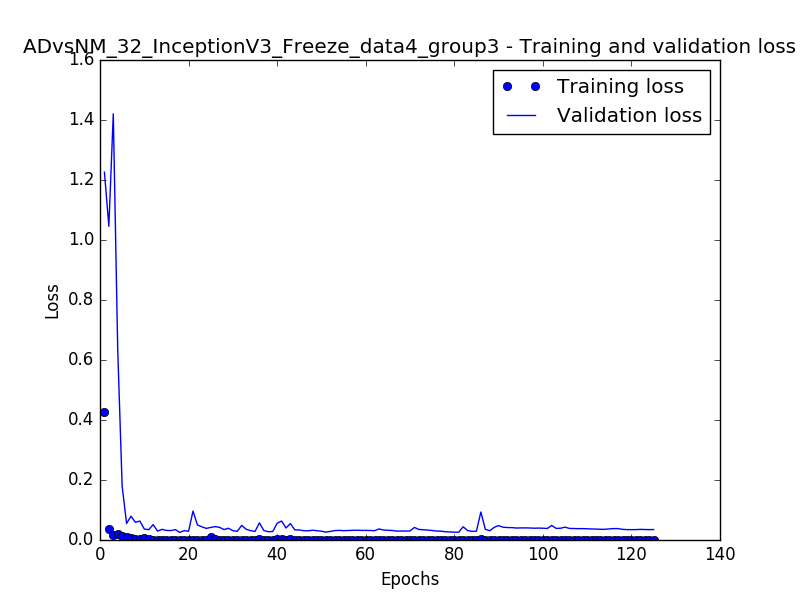 ADvsNM_32_InceptionV3_Freeze_data4_group3 - Training and validation loss
1.6
1.4
1.2
1.0
0.8
0.6
0.4
0.2
0.0
Loss
Training loss
Validation loss
0 20 40 60 80 100 120 140
Epochs